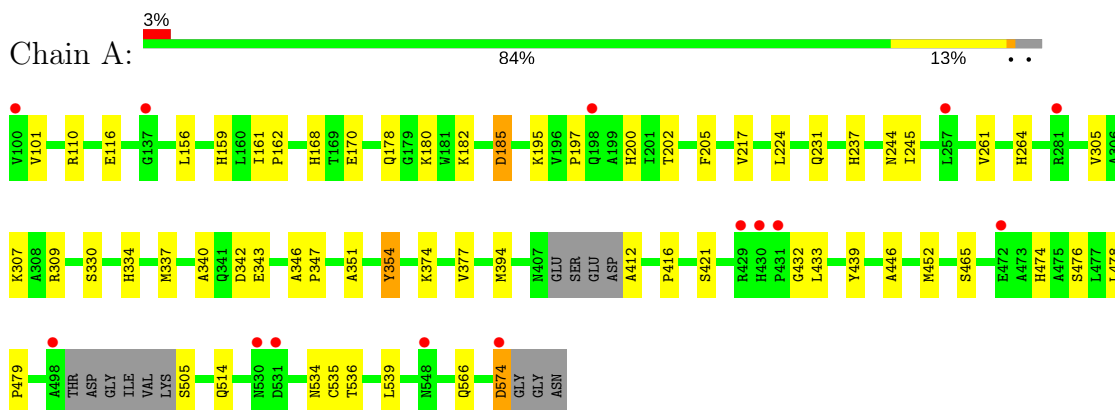 3%
Chain A:
84% 13% • •
V100 V101 R110 E116 G137 L156 H159 L160 I161 P162 H168 T169 E170 Q178 G179 K180 W181 K182 D185 K195 V196 P197 Q198 A199 H200 I201 T202 F205 V217 L224 Q231 H237 N244 I245 L257 V261 H264 R281 V305 A306
K307 A308 R309 S330 H334 M337 A340 Q341 D342 E343 A346 P347 A351 Y354 K374 V377 M394 N407 GLU SER GLU ASP A412 P416 S421 R429 H430 P431 G432 L433 Y439 A446 M452 S465 E472 A473 H474 A475 S476 L477 L478
P479 A498 THR ASP GLY ILE VAL LYS S505 Q514 N530 D531 N534 C535 T536 L539 N548 Q566 D574 GLY GLY ASN